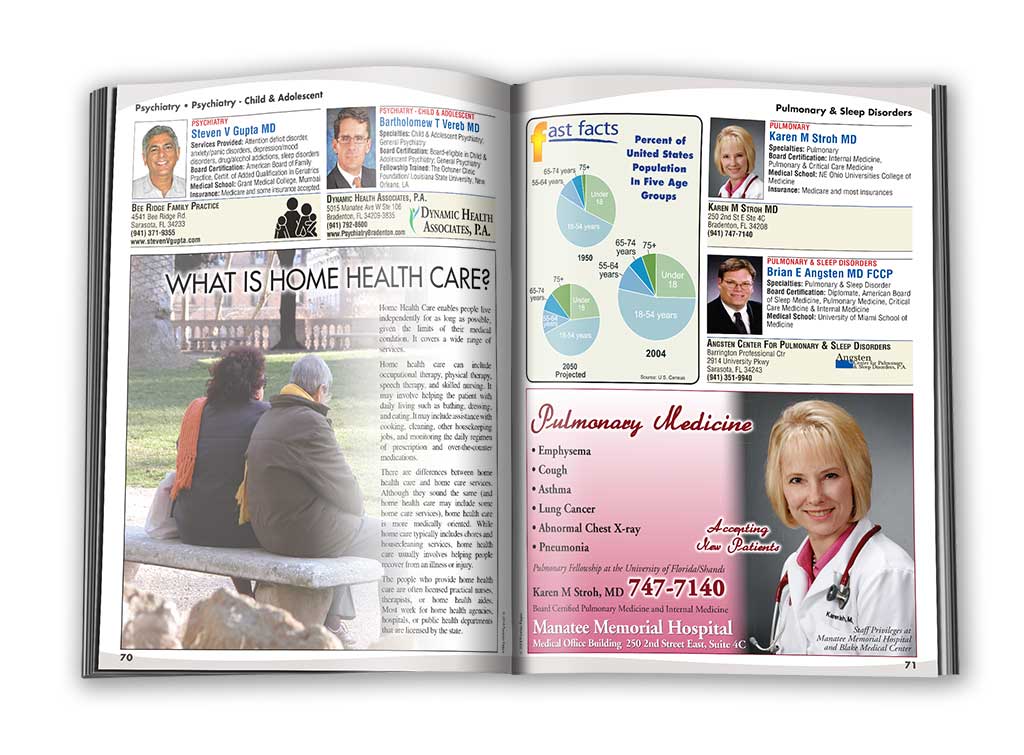 Psychiatry • Psychiatry - Child & Adolescent
PSYCHIATRY
Steven V Gupta MD
Services Provided: Attention deficit disorder,
anxiety/panic disorders, depression/mood
disorders, drug/alcohol addictions, sleep disorders
Board Certification: American Board of Family
Practice, Certif. of Added Qualification In Geriatrics
Medical School: Grant Medical College, Mumbai
Insurance: Medicare and some insurance accepted.
BEE RIDGE FAMILY PRACTICE
4541 Bee Ridge Rd.
Sarasota, FL 34233
(941) 371-9355
www.stevenVgupta.com
PSYCHIATRY - CHILD & ADOLESCENT
Bartholomew T Vereb MD
Specialties: Child & Adolescent Psychiatry;
General Psychiatry
Board Certification: Board-eligible in Child &
Adolescent Psychiatry; General Psychiatry
Fellowship Trained: The Ochsner Clinic
Foundation/ Louisiana State University, New
Orleans, LA
DYNAMIC HEALTH ASSOCIATES, P.A.
5015 Manatee Ave W Ste 106
Bradenton, FL 34209-3835
(941) 792-8600
www.PsychiatryBradenton.com
DYNAMIC HEALTH
ASSOCIATES, P.A.
WHAT IS HOME HEALTH CARE?
Home Health Care enables people live
independently for as long as possible,
given the limits of their medical
condition. It covers a wide range of
services.
Home health care can include
occupational therapy, physical therapy,
speech therapy, and skilled nursing. It
may involve helping the patient with
daily living such as bathing, dressing,
and eating. It may include assistance with
cooking, cleaning, other housekeeping
jobs, and monitoring the daily regimen
of prescription and over-the-counter
medications.
There are differences between home
health care and home care services.
Although they sound the same (and
home health care may include some
home care services), home health care
is more medically oriented. While
home care typically includes chores and
housecleaning services, home health
care usually involves helping people
recover from an illness or injury.
The people who provide home health
care are often licensed practical nurses,
therapists, or home health aides.
Most work for home health agencies,
hospitals, or public health departments
that are licensed by the state.
70
Pulmonary & Sleep Disorders
fast facts
Percent of
United States
Population
In Five Age
Groups
65-74 years
75+
55-64 years
Under
18
18-54 years
1950
65-74
years
75+
55-64
years
Under
18
18-54 years
2004
75+
65-74
years
55-64
years
Under
18
18-54 years
2050
Projected
Source: U.S. Census
PULMONARY
Karen M Stroh MD
Specialties: Pulmonary
Board Certification: Internal Medicine,
Pulmonary & Critical Care Medicine
Medical School: NE Ohio Universities College of
Medicine
Insurance: Medicare and most insurances
KAREN M STROH MD
250 2nd St E Ste 4C
Bradenton, FL 34208
(941) 747-7140
PULMONARY & SLEEP DISORDERS
Brian E Angsten MD FCCP
Specialties: Pulmonary & Sleep Disorder
Board Certification: Diplomate, American Board
of Sleep Medicine, Pulmonary Medicine, Critical
Care Medicine & Internal Medicine
Medical School: University of Miami School of
Medicine
ANGSTEN CENTER FOR PULMONARY & SLEEP DISORDERS
Barrington Professional Ctr
2914 University Pkwy
Sarasota, FL 34243
(941) 351-9940
Angsten
Center for Pulmonary
& Sleep Disorders, P.A.
Pulmonary Medicine
• Emphysema
• Cough
• Asthma
• Lung Cancer
• Abnormal Chest X-ray
• Pneumonia
Accepting
New Patients
Pulmonary Fellowship at the University of Florida/Shands
Karen M Stroh, MD 747-7140
Board Certified Pulmonary Medicine and Internal Medicine
Manatee Memorial Hospital
Medical Office Building, 250 2nd Street East, Suite 4C
Staff Privileges at
Manatee Memorial Hospital
and Blake Medical Center
71